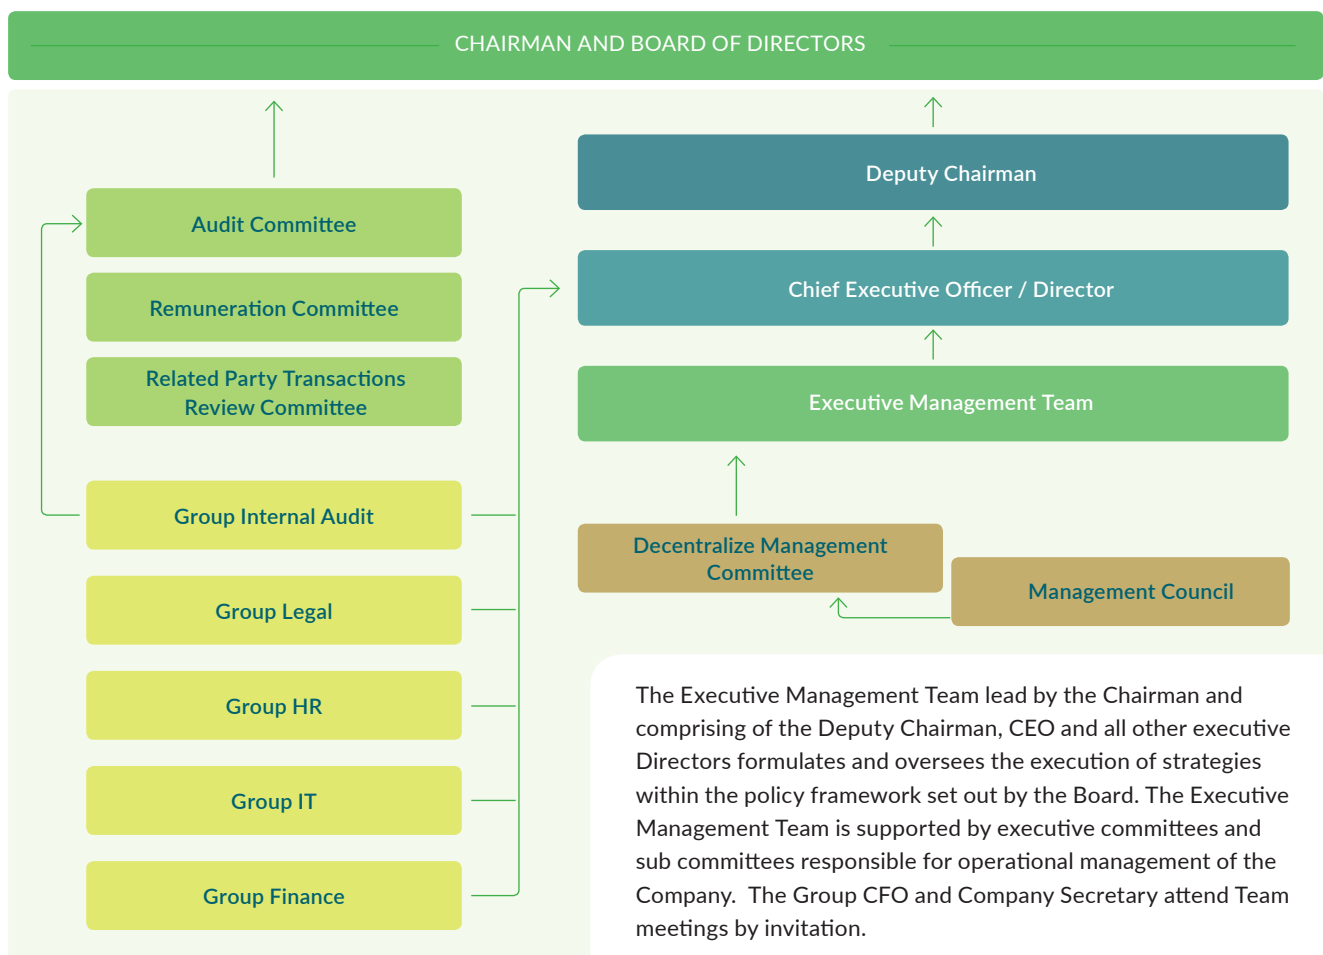 CHAIRMAN AND BOARD OF DIRECTORS
Audit Committee
Remuneration Committee
Related Party Transactions
Review Committee
Group Internal Audit
Group Legal
Group HR
Group IT
Group Finance
Deputy Chairman
Chief Executive Officer / Director
Executive Management Team
Decentralize Management
Committee
Management Council
The Executive Management Team lead by the Chairman and
comprising of the Deputy Chairman, CEO and all other executive
Directors formulates and oversees the execution of strategies
within the policy framework set out by the Board. The Executive
Management Team is supported by executive committees and
sub committees responsible for operational management of the
Company.  The Group CFO and Company Secretary attend Team
meetings by invitation.